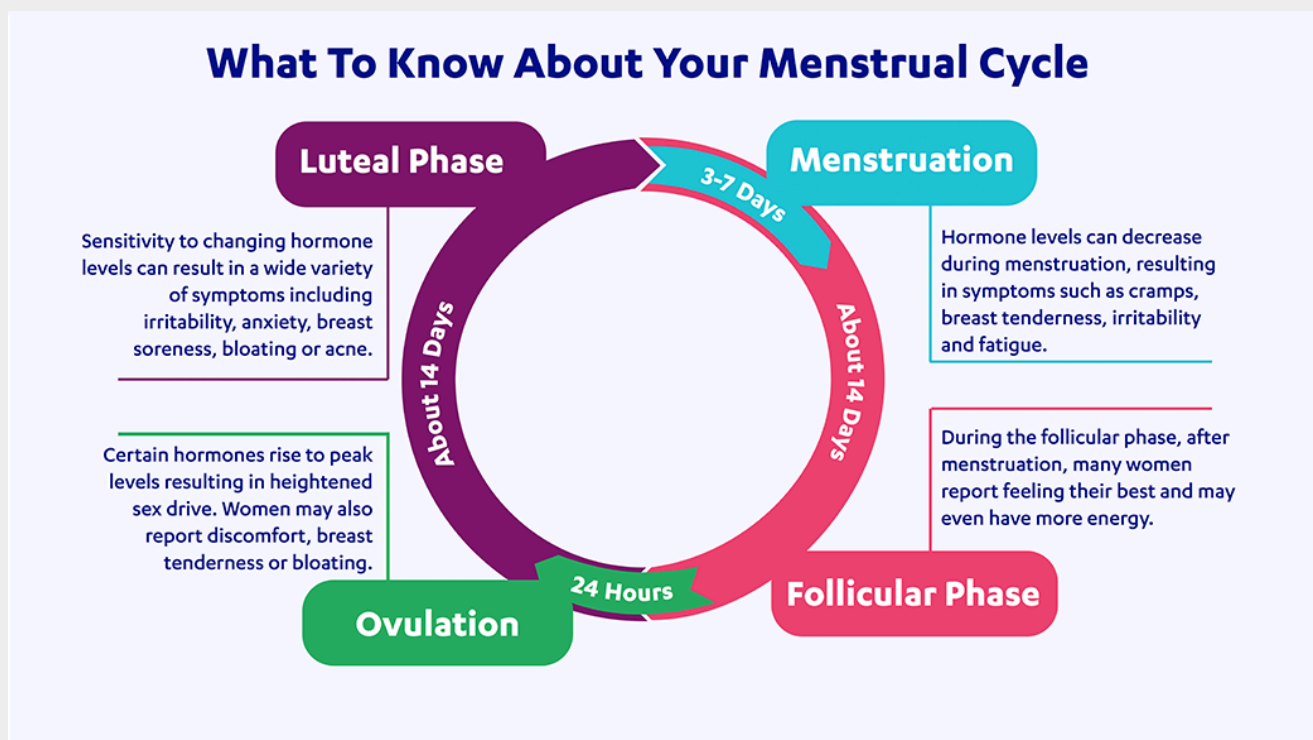 What To Know About Your Menstrual Cycle
Luteal Phase
Sensitivity to changing hormone
levels can result in a wide variety
of symptoms including
irritability, anxiety, breast
soreness, bloating or acne.
Menstruation
Hormone levels can decrease
during menstruation, resulting
in symptoms such as cramps,
breast tenderness, irritability
and fatigue.
3-7 Days
About 14 Days
About 14 Days
24 Hours
Certain hormones rise to peak
levels resulting in heightened
sex drive. Women may also
report discomfort, breast
tenderness or bloating.
Ovulation
During the follicular phase, after
menstruation, many women
report feeling their best and may
even have more energy.
Follicular Phase